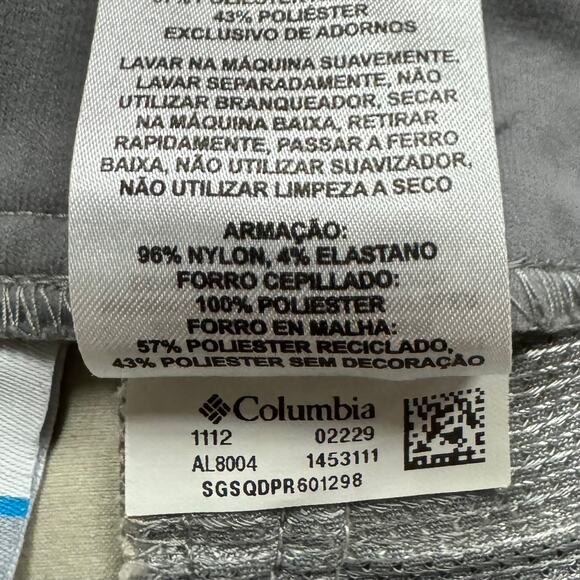 43% POLIÉSTER
EXCLUSIVO DE ADORNOS
LAVAR NA MÁQUINA SUAVEMENTE,
LAVAR SEPARADAMENTE, NÃO
UTILIZAR BRANQUEADOR, SECAR
NA MÁQUINA BAIXA, RETIRAR
RAPIDAMENTE, PASSAR A FERRO
BAIXA, NÃO UTILIZAR SUAVIZADOR,
NÃO UTILIZAR LIMPEZA A SECO
ARMAÇÃO:
96% NYLON, 4% ELASTANO
FORRO CEPILLADO:
100% POLIESTER
FORRO EN MALHA:
57% POLIESTER RECICLADO,
43% POLIESTER SEM DECORAÇÃO
Columbia
1112 02229
AL8004 1453111
SGSQDPR601298